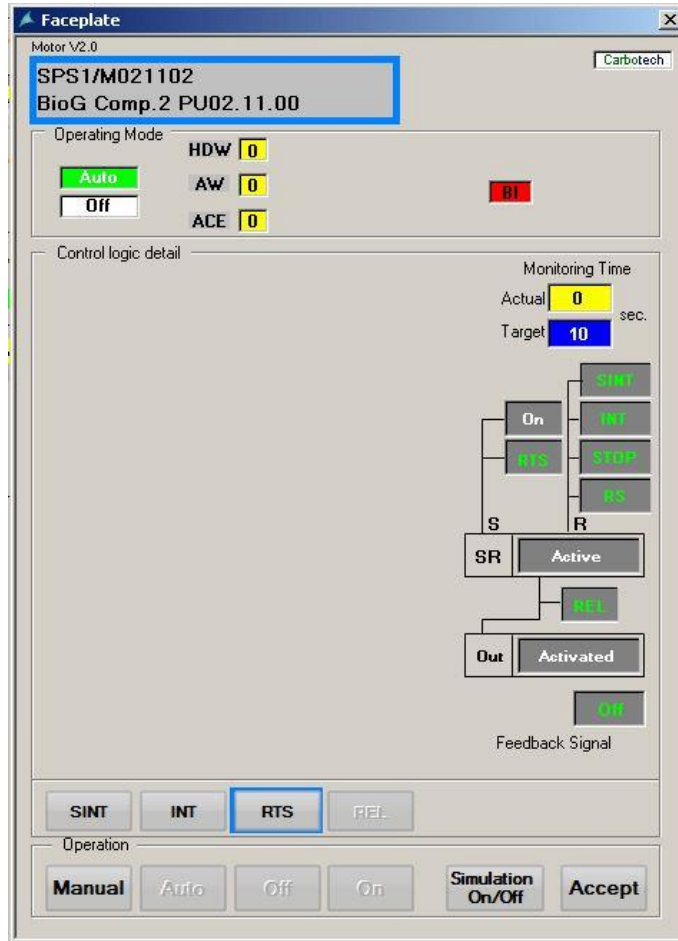 Faceplate
Motor V2.0
Carbotech
SPS1/M021102
BioG Comp.2 PU02.11.00
Operating Mode
HDW 0
Auto
AW 0
BI
Off
ACE 0
Control logic detail
Monitoring Time
Actual 0
sec.
Target 10
SINT
On
INT
RTS
STOP
RS
S R
SR Active
REL
Out Activated
Off
Feedback Signal
SINT INT RTS REL
Operation
Manual Auto Off On Simulation On/Off Accept